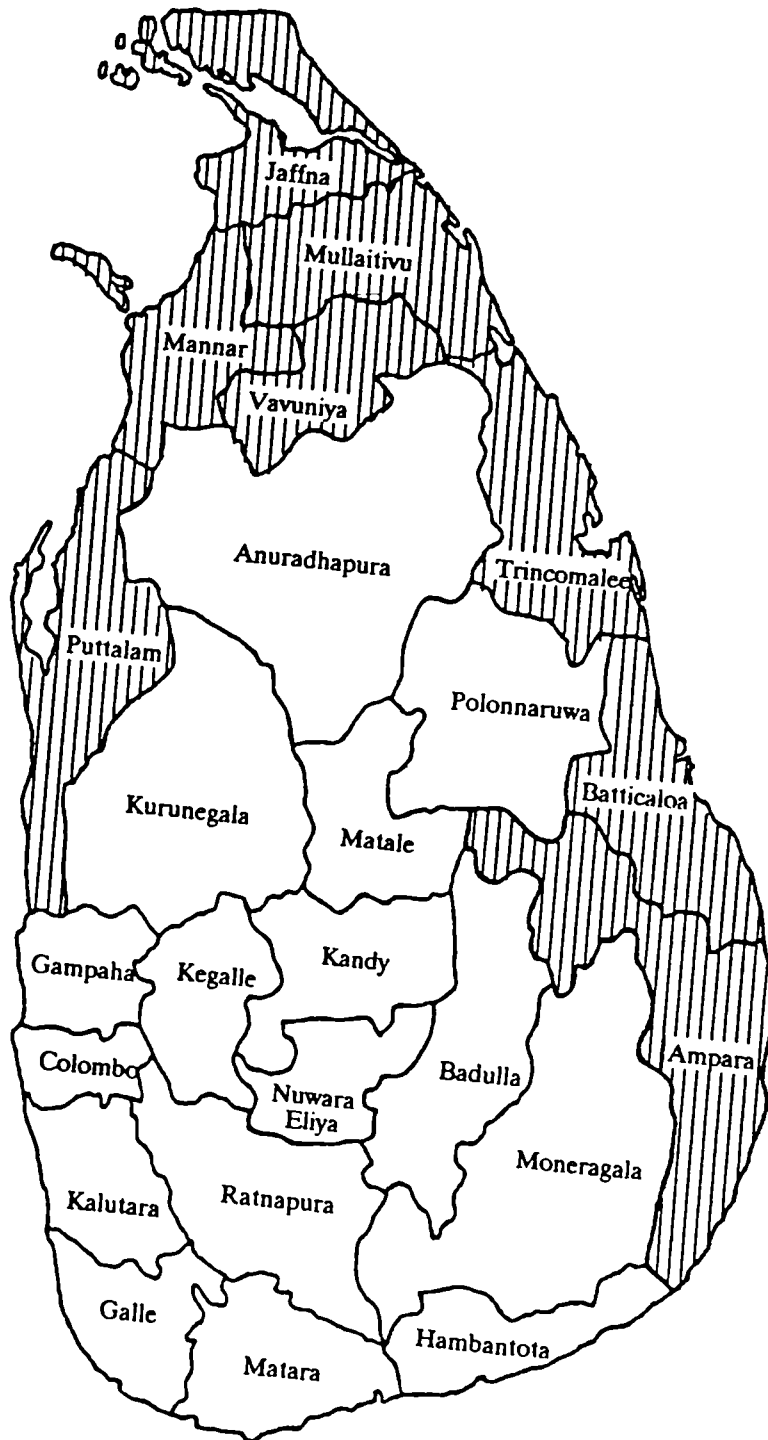 Jaffna
Mullaitivu
Mannar
Vavuniya
Anuradhapura
Trincomalee
Puttalam
Polonnaruwa
Batticaloa
Kurunegala
Matale
Gampaha
Kegalle
Kandy
Colombo
Nuwara
Eliya
Badulla
Ampara
Moneragala
Kalutara
Ratnapura
Galle
Matara
Hambantota